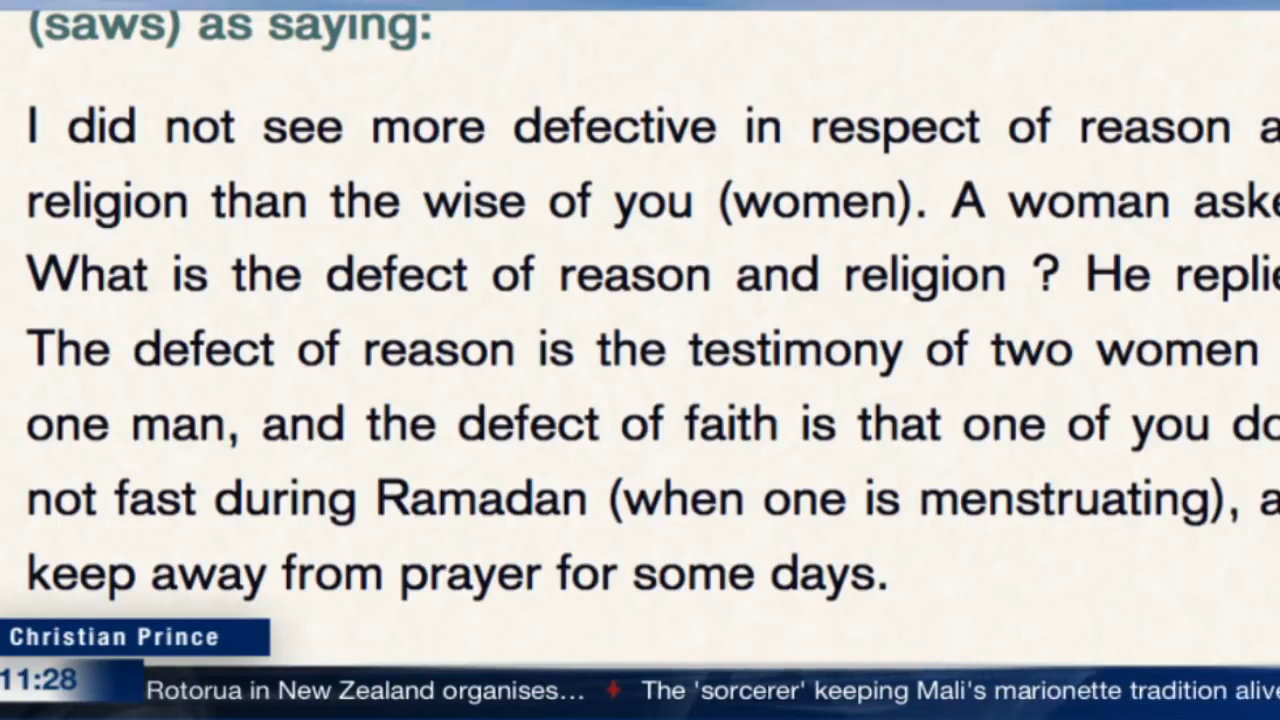 (saws) as saying:
I did not see more defective in respect of reason a
religion than the wise of you (women). A woman aske
What is the defect of reason and religion ? He replie
The defect of reason is the testimony of two women
one man, and the defect of faith is that one of you do
not fast during Ramadan (when one is menstruating), a
keep away from prayer for some days.
Christian Prince
11:28
Rotorua in New Zealand organises... The 'sorcerer' keeping Mali's marionette tradition alive